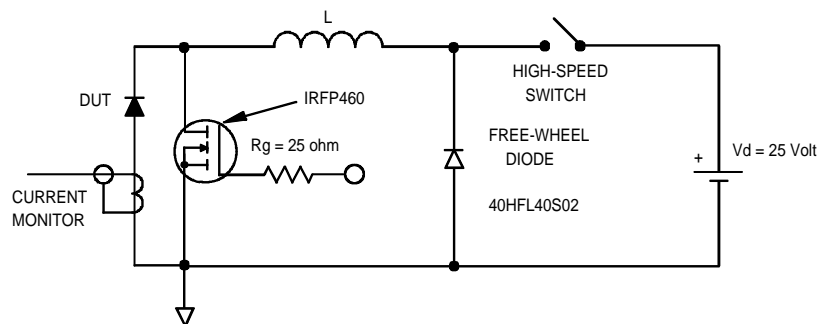 L
HIGH-SPEED
SWITCH
DUT
IRFP460
Rg = 25 ohm
FREE-WHEEL
DIODE
+
Vd = 25 Volt
40HFL40S02
CURRENT
MONITOR